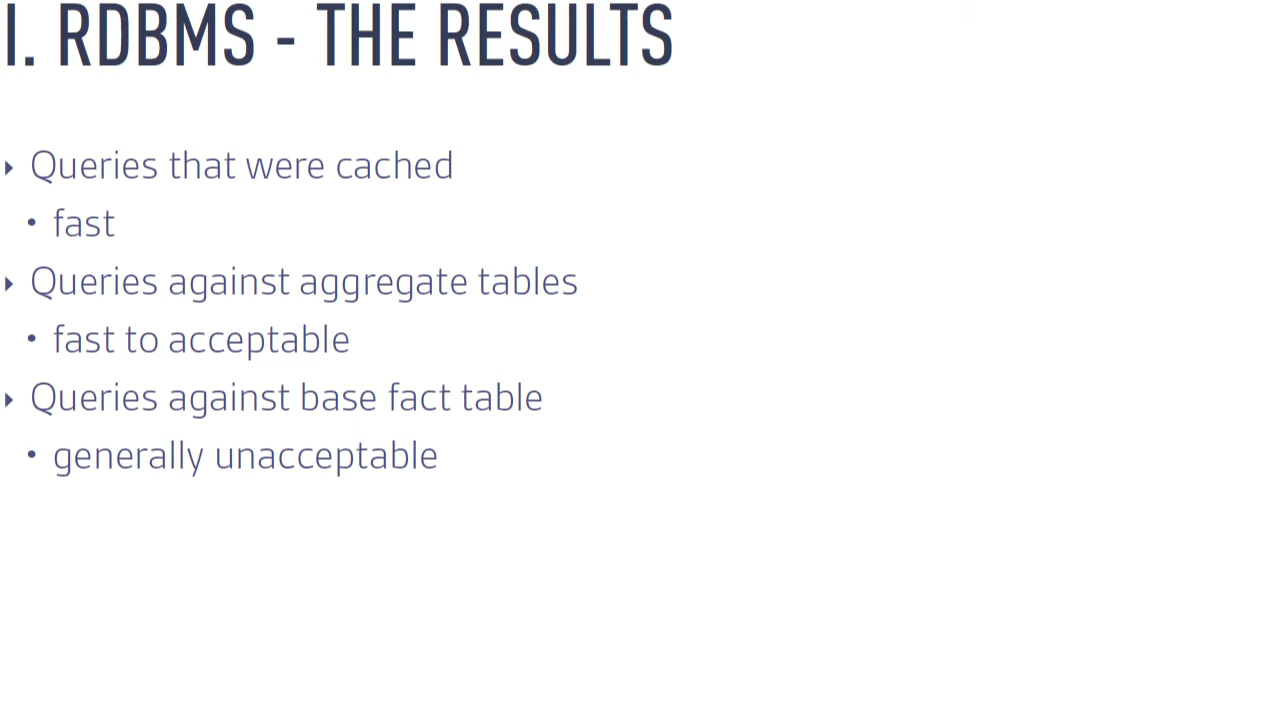 I. RDBMS - THE RESULTS
‣ Queries that were cached
• fast
‣ Queries against aggregate tables
• fast to acceptable
‣ Queries against base fact table
• generally unacceptable